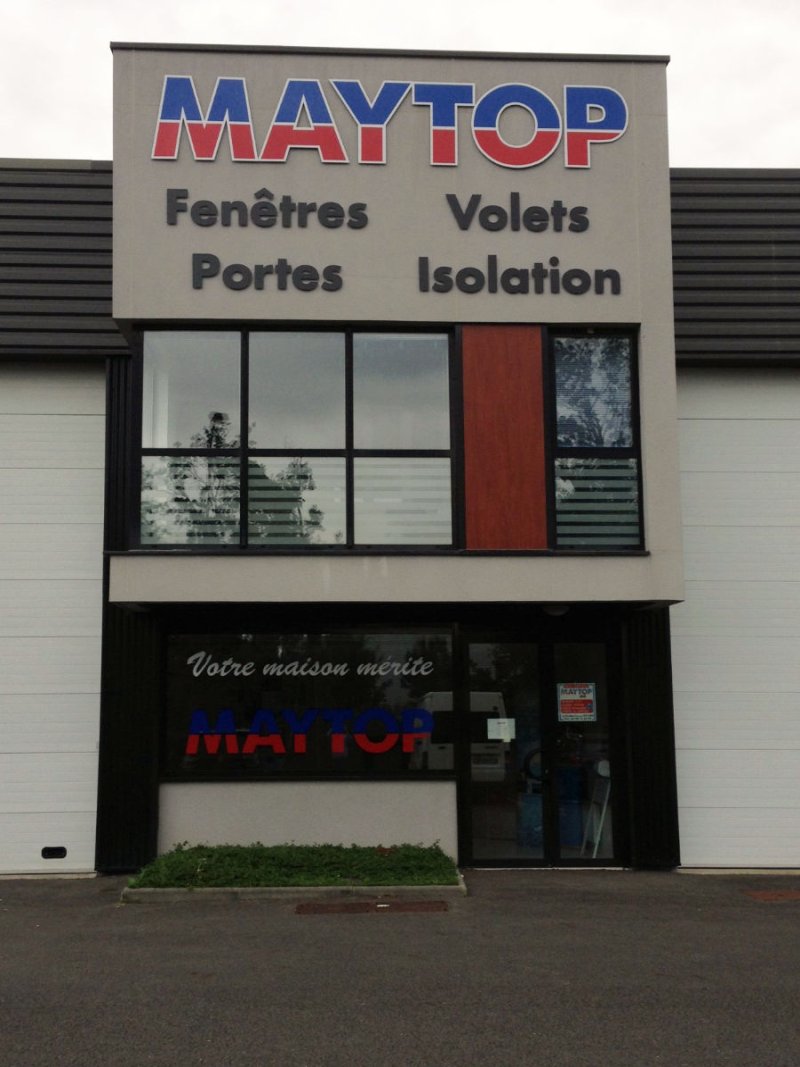 MAYTOP
Fenêtres Volets
Portes Isolation
Votre maison mérite
MAYTOP
MAYTOP